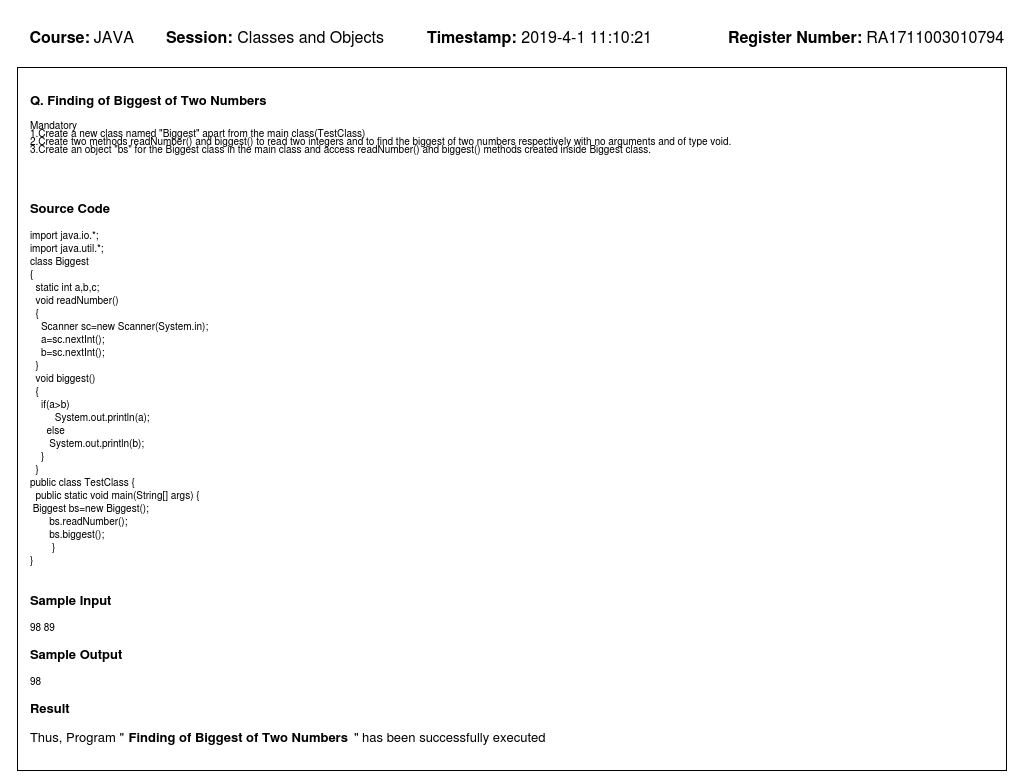 Course: JAVA Session: Classes and Objects Timestamp: 2019-4-1 11:10:21 Register Number: RA1711003010794
Q. Finding of Biggest of Two Numbers
Mandatory
1.Create a new class named "Biggest" apart from the main class(TestClass)
2.Create two methods readNumber() and biggest() to read two integers and to find the biggest of two numbers respectively with no arguments and of type void.
3.Create an object "bs" for the Biggest class in the main class and access readNumber() and biggest() methods created inside Biggest class.
Source Code
import java.io.*;
import java.util.*;
class Biggest
{
static int a,b,c;
void readNumber()
{
Scanner sc=new Scanner(System.in);
a=sc.nextInt();
b=sc.nextInt();
}
void biggest()
{
if(a>b)
System.out.println(a);
else
System.out.println(b);
}
}
public class TestClass {
public static void main(String[] args) {
Biggest bs=new Biggest();
bs.readNumber();
bs.biggest();
}
}
Sample Input
98 89
Sample Output
98
Result
Thus, Program " Finding of Biggest of Two Numbers " has been successfully executed